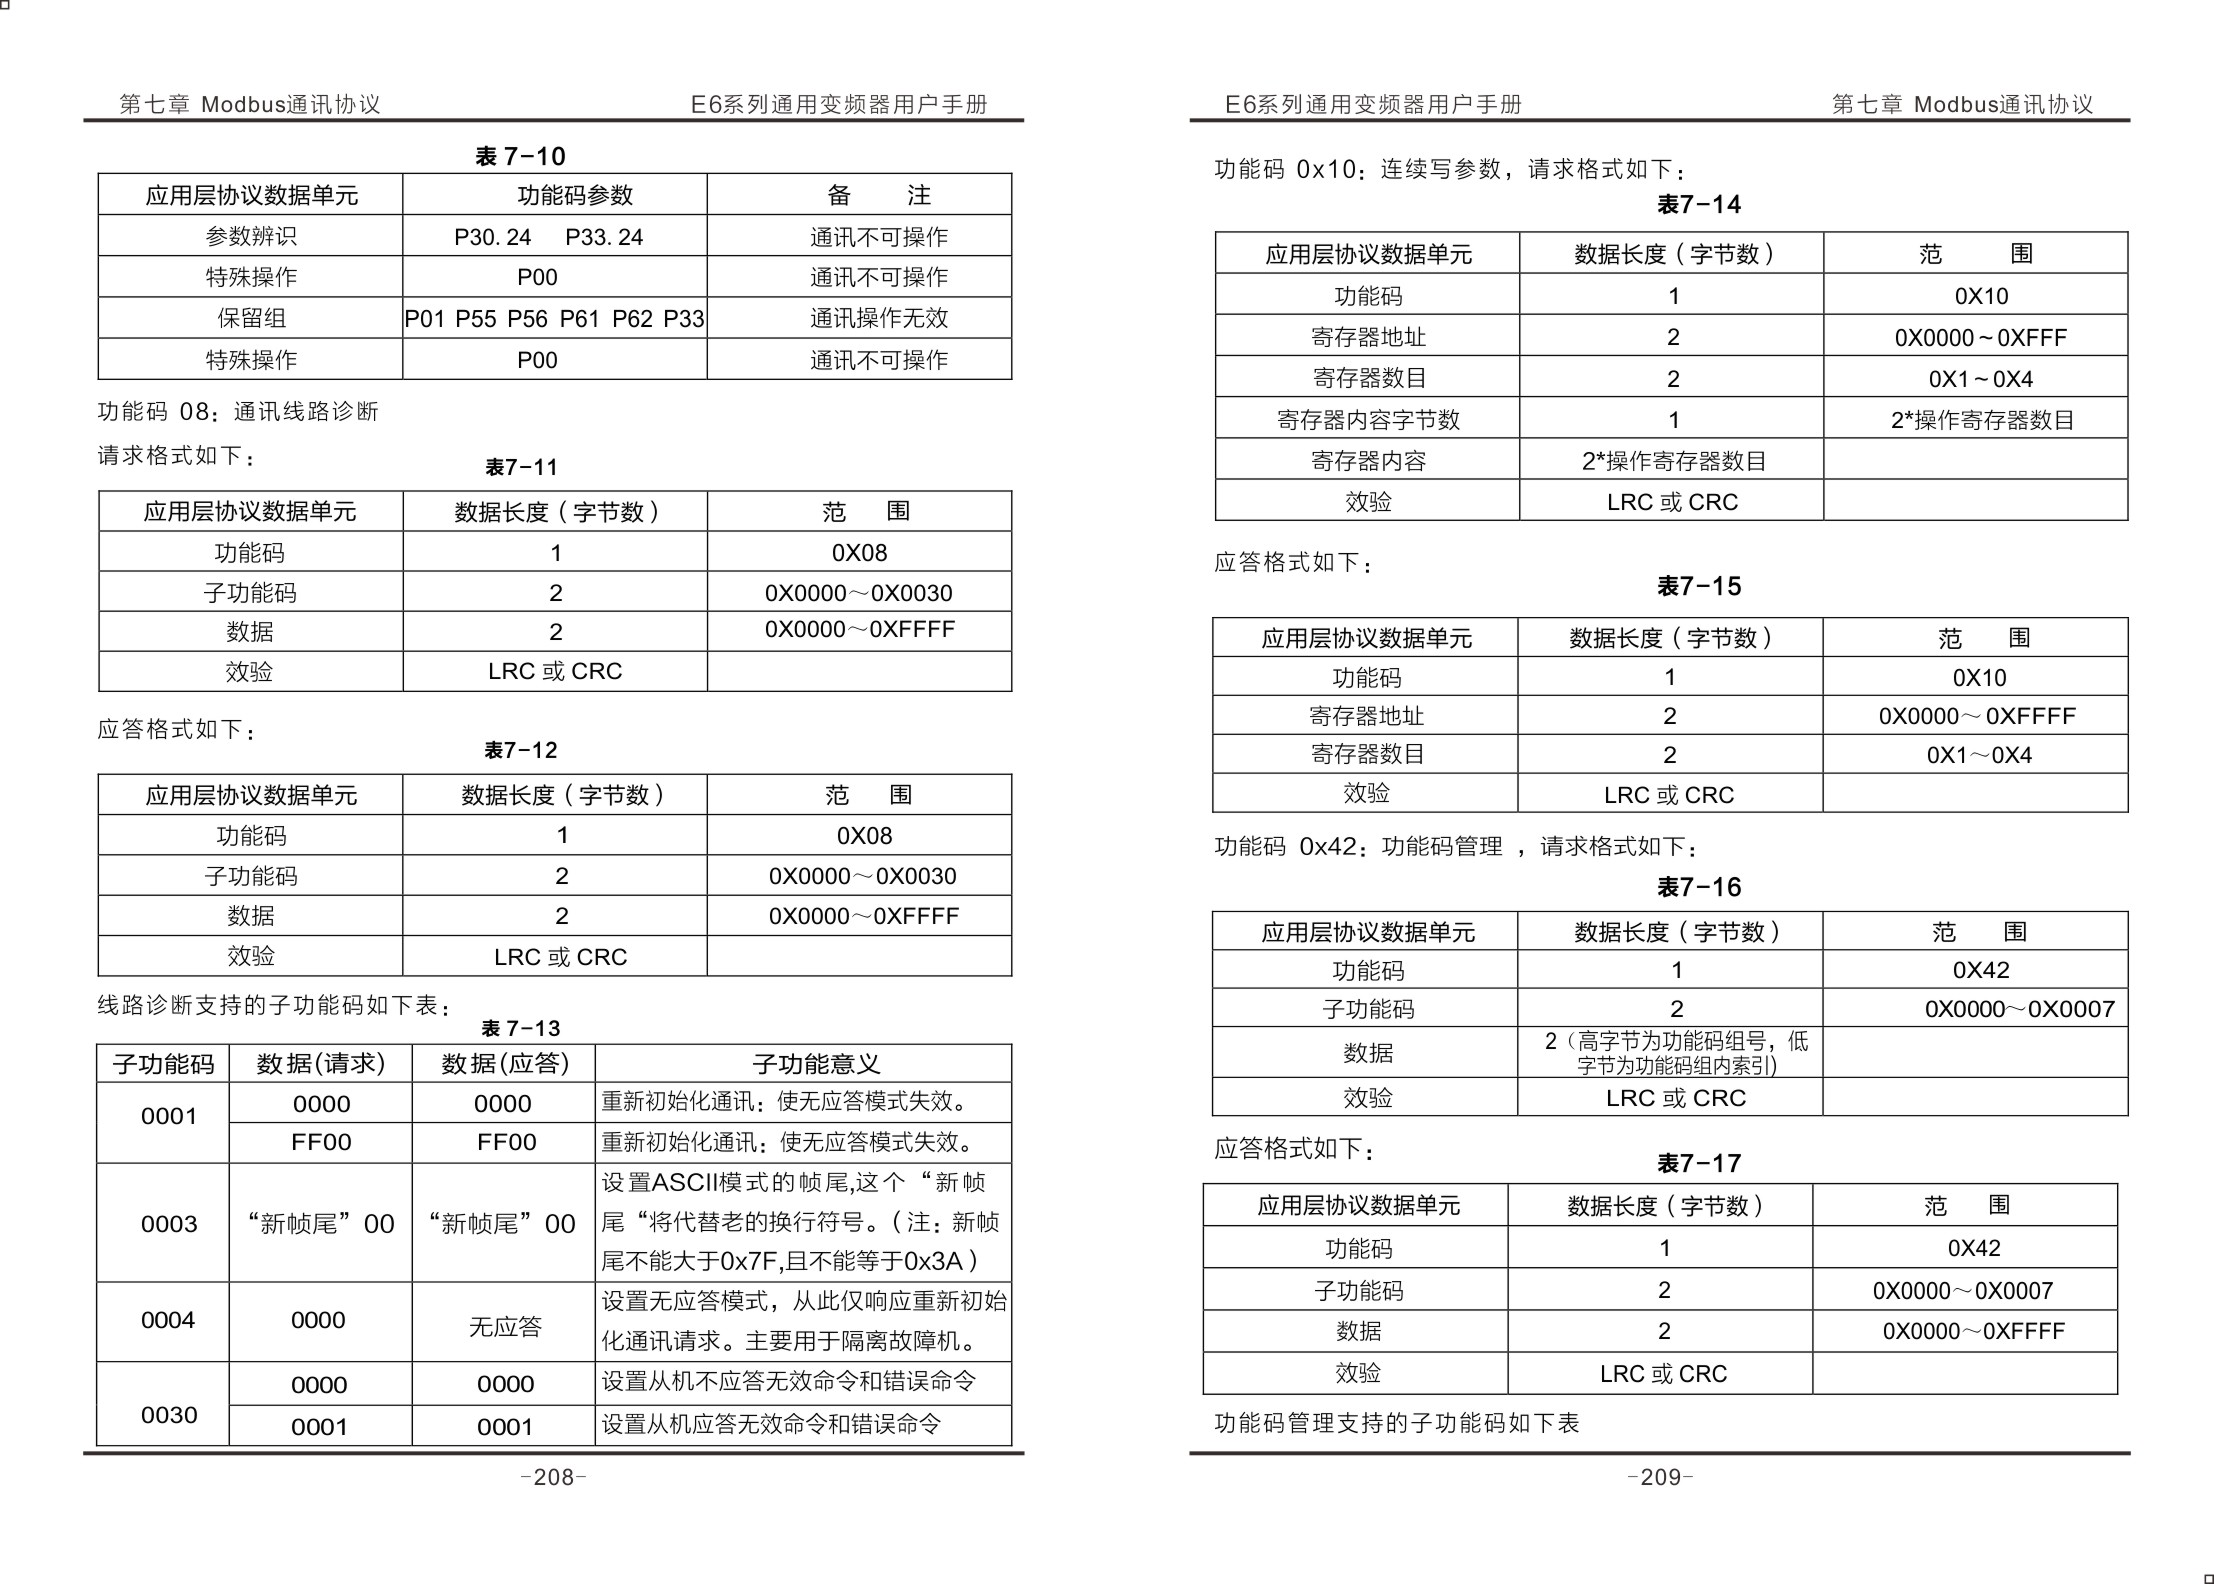 第七章 Modbus通讯协议 E6系列通用变频器用户手册
表 7-10
应用层协议数据单元 功能码参数 备 注
参数辨识 P30.24 P33.24 通讯不可操作
特殊操作 P00 通讯不可操作
保留组 P01 P55 P56 P61 P62 P33 通讯操作无效
特殊操作 P00 通讯不可操作
功能码 08：通讯线路诊断
请求格式如下：
表7-11
应用层协议数据单元 数据长度（字节数） 范 围
功能码 1 0X08
子功能码 2 0X0000～0X0030
数据 2 0X0000～0XFFFF
效验 LRC 或 CRC
应答格式如下：
表7-12
应用层协议数据单元 数据长度（字节数） 范 围
功能码 1 0X08
子功能码 2 0X0000～0X0030
数据 2 0X0000～0XFFFF
效验 LRC 或 CRC
线路诊断支持的子功能码如下表：
表 7-13
子功能码 数据(请求) 数据(应答) 子功能意义
0001 0000 0000 重新初始化通讯：使无应答模式失效。
FF00 FF00 重新初始化通讯：使无应答模式失效。
0003 “新帧尾”00 “新帧尾”00 设置ASCII模式的帧尾,这个“新帧
尾“将代替老的换行符号。（注：新帧
尾不能大于0x7F,且不能等于0x3A）
0004 0000 无应答 设置无应答模式，从此仅响应重新初始
化通讯请求。主要用于隔离故障机。
0030 0000 0000 设置从机不应答无效命令和错误命令
0001 0001 设置从机应答无效命令和错误命令
-208-
E6系列通用变频器用户手册 第七章 Modbus通讯协议
功能码 0x10：连续写参数，请求格式如下：
表7-14
应用层协议数据单元 数据长度（字节数） 范 围
功能码 1 0X10
寄存器地址 2 0X0000~0XFFF
寄存器数目 2 0X1~0X4
寄存器内容字节数 1 2*操作寄存器数目
寄存器内容 2*操作寄存器数目
效验 LRC 或 CRC
应答格式如下：
表7-15
应用层协议数据单元 数据长度（字节数） 范 围
功能码 1 0X10
寄存器地址 2 0X0000～0XFFFF
寄存器数目 2 0X1～0X4
效验 LRC 或 CRC
功能码 0x42：功能码管理 ，请求格式如下：
表7-16
应用层协议数据单元 数据长度（字节数） 范 围
功能码 1 0X42
子功能码 2 0X0000～0X0007
数据 2（高字节为功能码组号，低
字节为功能码组内索引)
效验 LRC 或 CRC
应答格式如下：
表7-17
应用层协议数据单元 数据长度（字节数） 范 围
功能码 1 0X42
子功能码 2 0X0000～0X0007
数据 2 0X0000～0XFFFF
效验 LRC 或 CRC
功能码管理支持的子功能码如下表
-209-